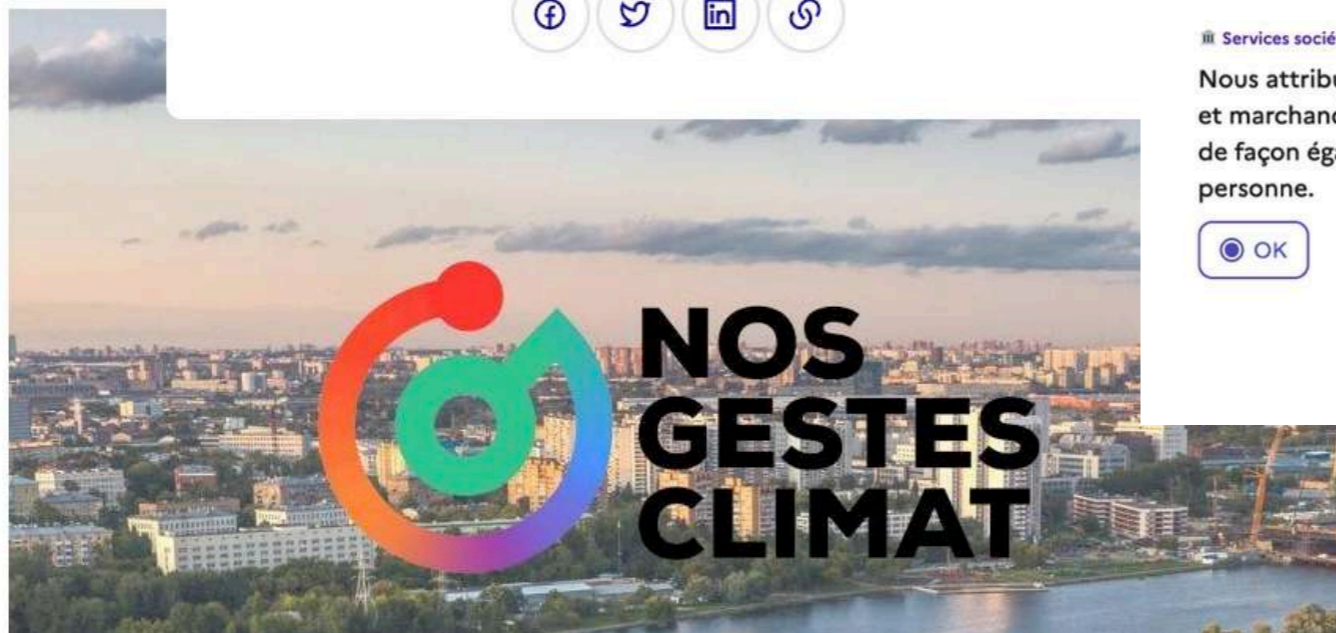 Services socié
Nous attribu
et marchand
de façon éga
personne.
OK
NOS
GESTES
CLIMAT